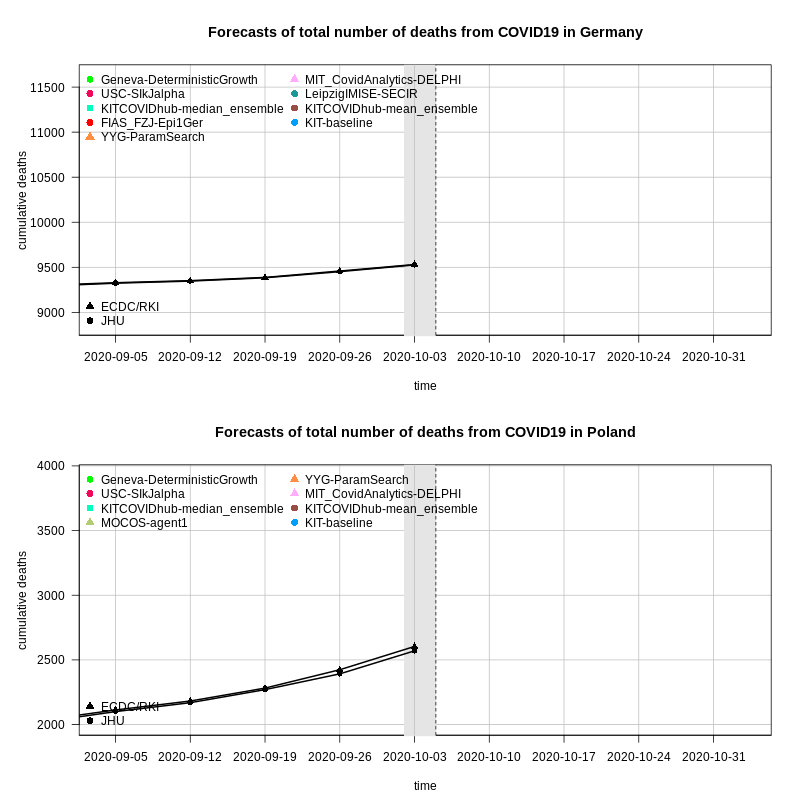 Forecasts of total number of deaths from COVID19 in Germany
Geneva-DeterministicGrowth MIT_CovidAnalytics-DELPHI
USC-SIkJalpha LeipzigIMISE-SECIR
KITCOVIDhub-median_ensemble KITCOVIDhub-mean_ensemble
FIAS_FZJ-Epi1Ger KIT-baseline
YYG-ParamSearch
cumulative deaths
11500
11000
10500
10000
9500
9000
ECDC/RKI
JHU
2020-09-05 2020-09-12 2020-09-19 2020-09-26 2020-10-03 2020-10-10 2020-10-17 2020-10-24 2020-10-31
time
Forecasts of total number of deaths from COVID19 in Poland
Geneva-DeterministicGrowth YYG-ParamSearch
USC-SIkJalpha MIT_CovidAnalytics-DELPHI
KITCOVIDhub-median_ensemble KITCOVIDhub-mean_ensemble
MOCOS-agent1 KIT-baseline
cumulative deaths
4000
3500
3000
2500
2000
ECDC/RKI
JHU
2020-09-05 2020-09-12 2020-09-19 2020-09-26 2020-10-03 2020-10-10 2020-10-17 2020-10-24 2020-10-31
time